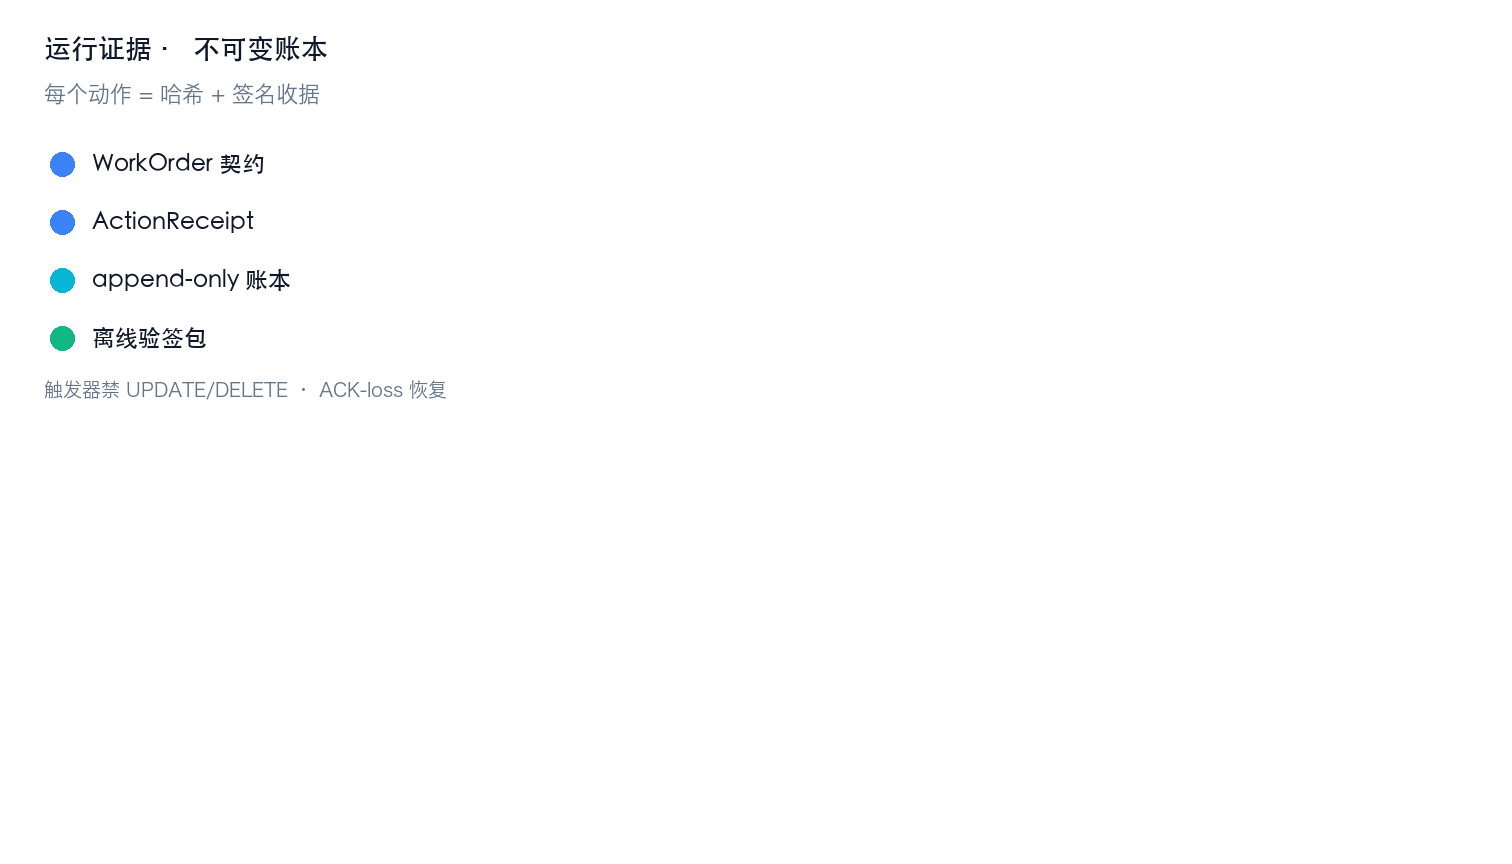 运行证据 · 不可变账本
每个动作 = 哈希 + 签名收据
WorkOrder 契约
ActionReceipt
append-only 账本
离线验签包
触发器禁 UPDATE/DELETE · ACK-loss 恢复